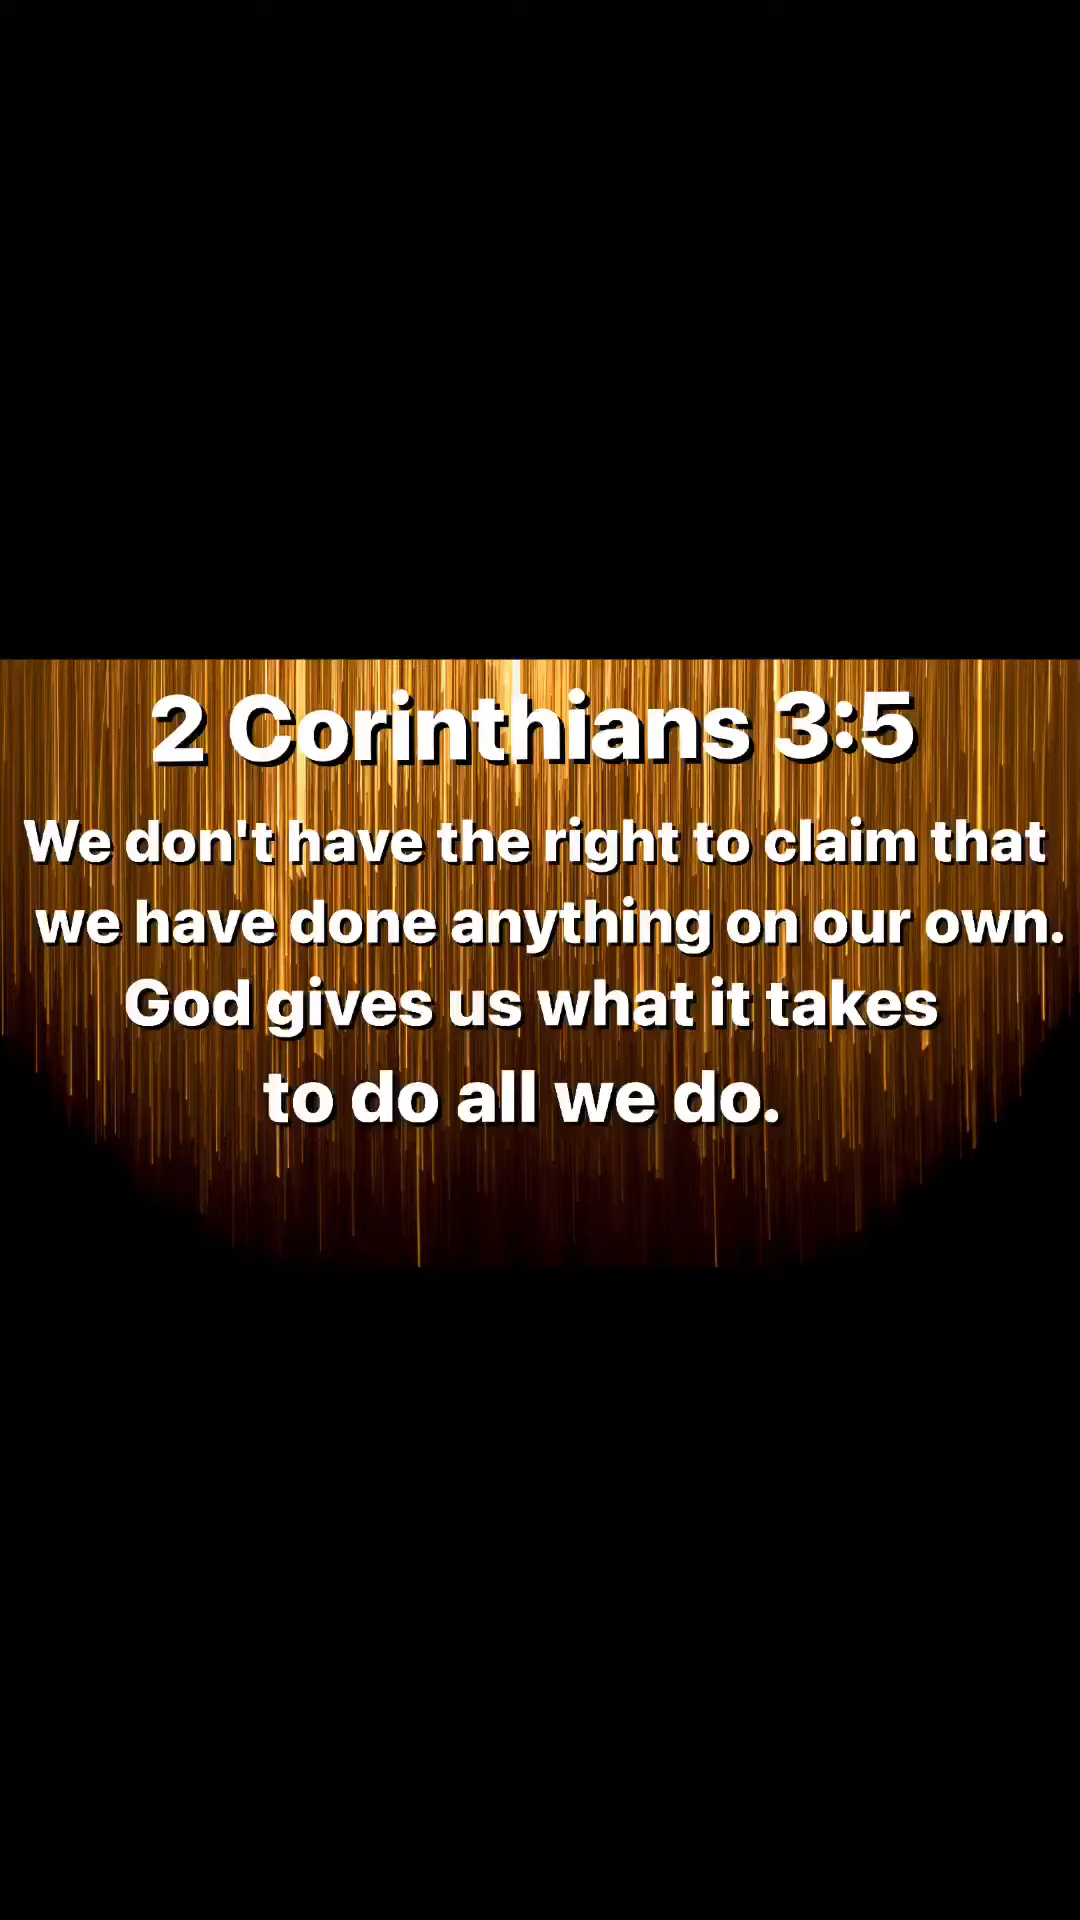 2 Corinthians 3:5
We don't have the right to claim that
we have done anything on our own.
God gives us what it takes
to do all we do.